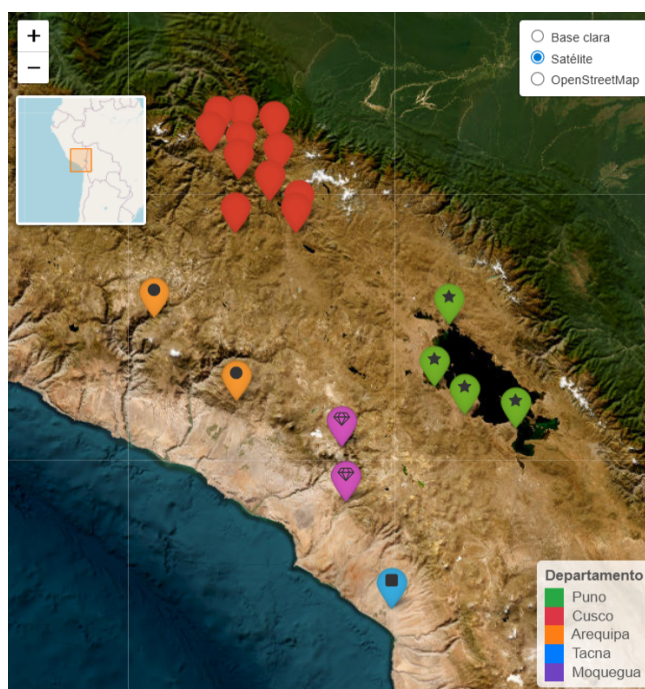 +
−
Base clara
Satélite
OpenStreetMap
Departamento
Puno
Cusco
Arequipa
Tacna
Moquegua